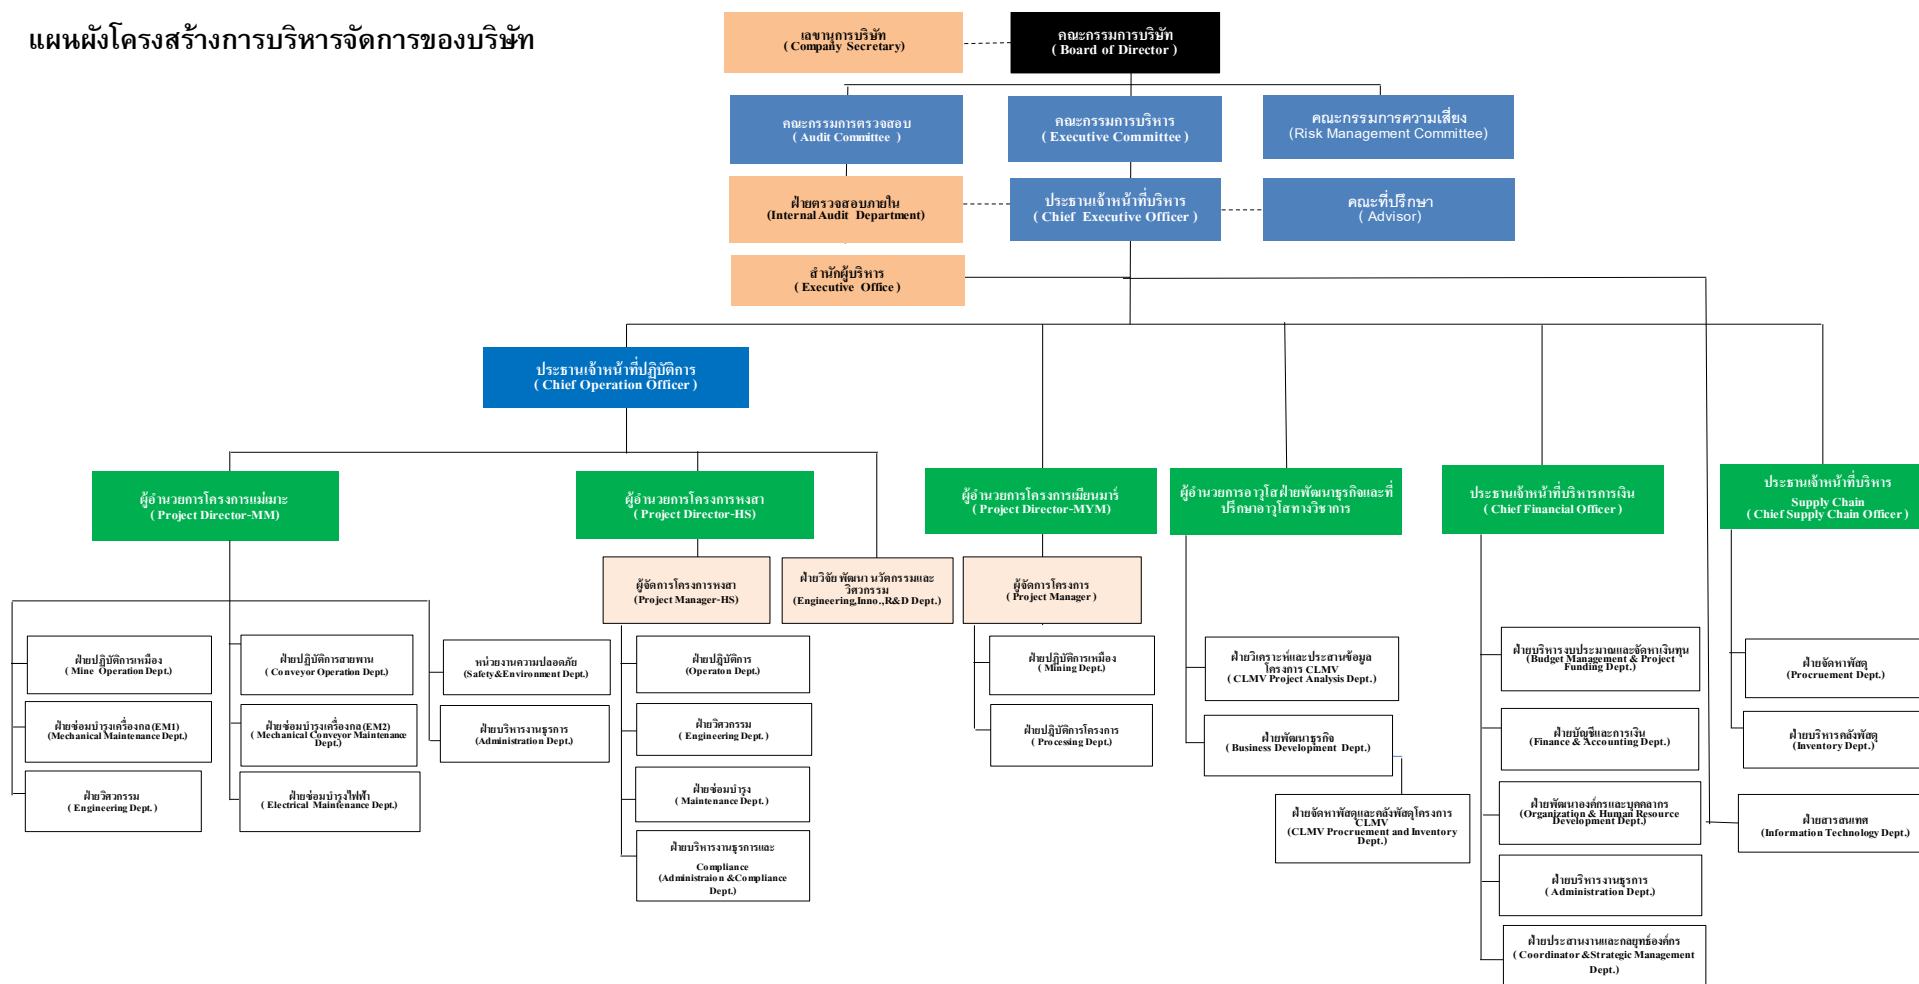 แผนผังโครงสร้างการบริหารจัดการของบริษัท
เลขานุการบริษัท
( Company Secretary)
คณะกรรมการบริษัท
( Board of Director )
คณะกรรมการตรวจสอบ
( Audit Committee )
คณะกรรมการบริหาร
( Executive Committee )
คณะกรรมการความเสี่ยง
(Risk Management Committee)
ฝ่ายตรวจสอบภายใน
(Internal Audit Department)
ประธานเจ้าหน้าที่บริหาร
( Chief Executive Officer )
คณะที่ปรึกษา
( Advisor)
สำนักผู้บริหาร
( Executive Office )
ประธานเจ้าหน้าที่ปฏิบัติการ
( Chief Operation Officer )
ผู้อำนวยการโครงการแม่เมาะ
( Project Director-MM)
ผู้อำนวยการโครงการหงสา
( Project Director-HS)
ผู้อำนวยการโครงการเมียนมาร์
( Project Director-MYM)
ผู้อำนวยการอาวุโสฝ่ายพัฒนาธุรกิจและที่
ปรึกษาอาวุโสทางวิชาการ
ประธานเจ้าหน้าที่บริหารการเงิน
( Chief Financial Officer )
ประธานเจ้าหน้าที่บริหาร
Supply Chain
( Chief Supply Chain Officer )
ผู้จัดการโครงการหงสา
(Project Manager-HS)
ฝ่ายวิจัย พัฒนา นวัตกรรมและ
วิศวกรรม
(Engineering,Inno.,R&D Dept.)
ผู้จัดการโครงการ
( Project Manager )
ฝ่ายปฏิบัติการเหมือง
( Mine Operation Dept.)
ฝ่ายปฏิบัติการสายพาน
( Conveyor Operation Dept.)
หน่วยงานความปลอดภัย
(Safety&Environment Dept.)
ฝ่ายปฎิบัติการ
(Operaton Dept.)
ฝ่ายปฏิบัติการเหมือง
( Mining Dept.)
ฝ่ายวิเคราะห์และประสานข้อมูล
โครงการ CLMV
( CLMV Project Analysis Dept.)
ฝ่ายบริหารงบประมาณและจัดหาเงินทุน
(Budget Management & Project
Funding Dept.)
ฝ่ายจัดหาพัสดุ
(Procruement Dept.)
ฝ่ายซ่อมบำรุงเครื่องกล(EM1)
(Mechanical Maintenance Dept.)
ฝ่ายซ่อมบำรุงเครื่องกล(EM2)
( Mechanical Conveyor Maintenance
Dept.)
ฝ่ายบริหารงานธุรการ
(Administration Dept.)
ฝ่ายวิศวกรรม
( Engineering Dept.)
ฝ่ายปฎิบัติการโครงการ
( Processing Dept.)
ฝ่ายพัฒนาธุรกิจ
( Business Development Dept.)
ฝ่ายบัญชีและการเงิน
(Finance & Accounting Dept.)
ฝ่ายบริหารคลังพัสดุ
(Inventory Dept.)
ฝ่ายวิศวกรรม
( Engineering Dept. )
ฝ่ายซ่อมบำรุงไฟฟ้า
( Electrical Maintenance Dept.)
ฝ่ายซ่อมบำรุง
( Maintenance Dept.)
ฝ่ายจัดหาพัสดุและคลังพัสดุโครงการ
CLMV
(CLMV Procruement and Inventory
Dept.)
ฝ่ายพัฒนาองค์กรและบุคคลากร
(Organization & Human Resource
Development Dept.)
ฝ่ายสารสนเทศ
(Information Technology Dept.)
ฝ่ายบริหารงานธุรการและ
Compliance
(Administraion &Compliance
Dept.)
ฝ่ายบริหารงานธุรการ
( Administration Dept.)
ฝ่ายประสานงานและกลยุทธ์องค์กร
( Coordinator &Strategic Management
Dept.)